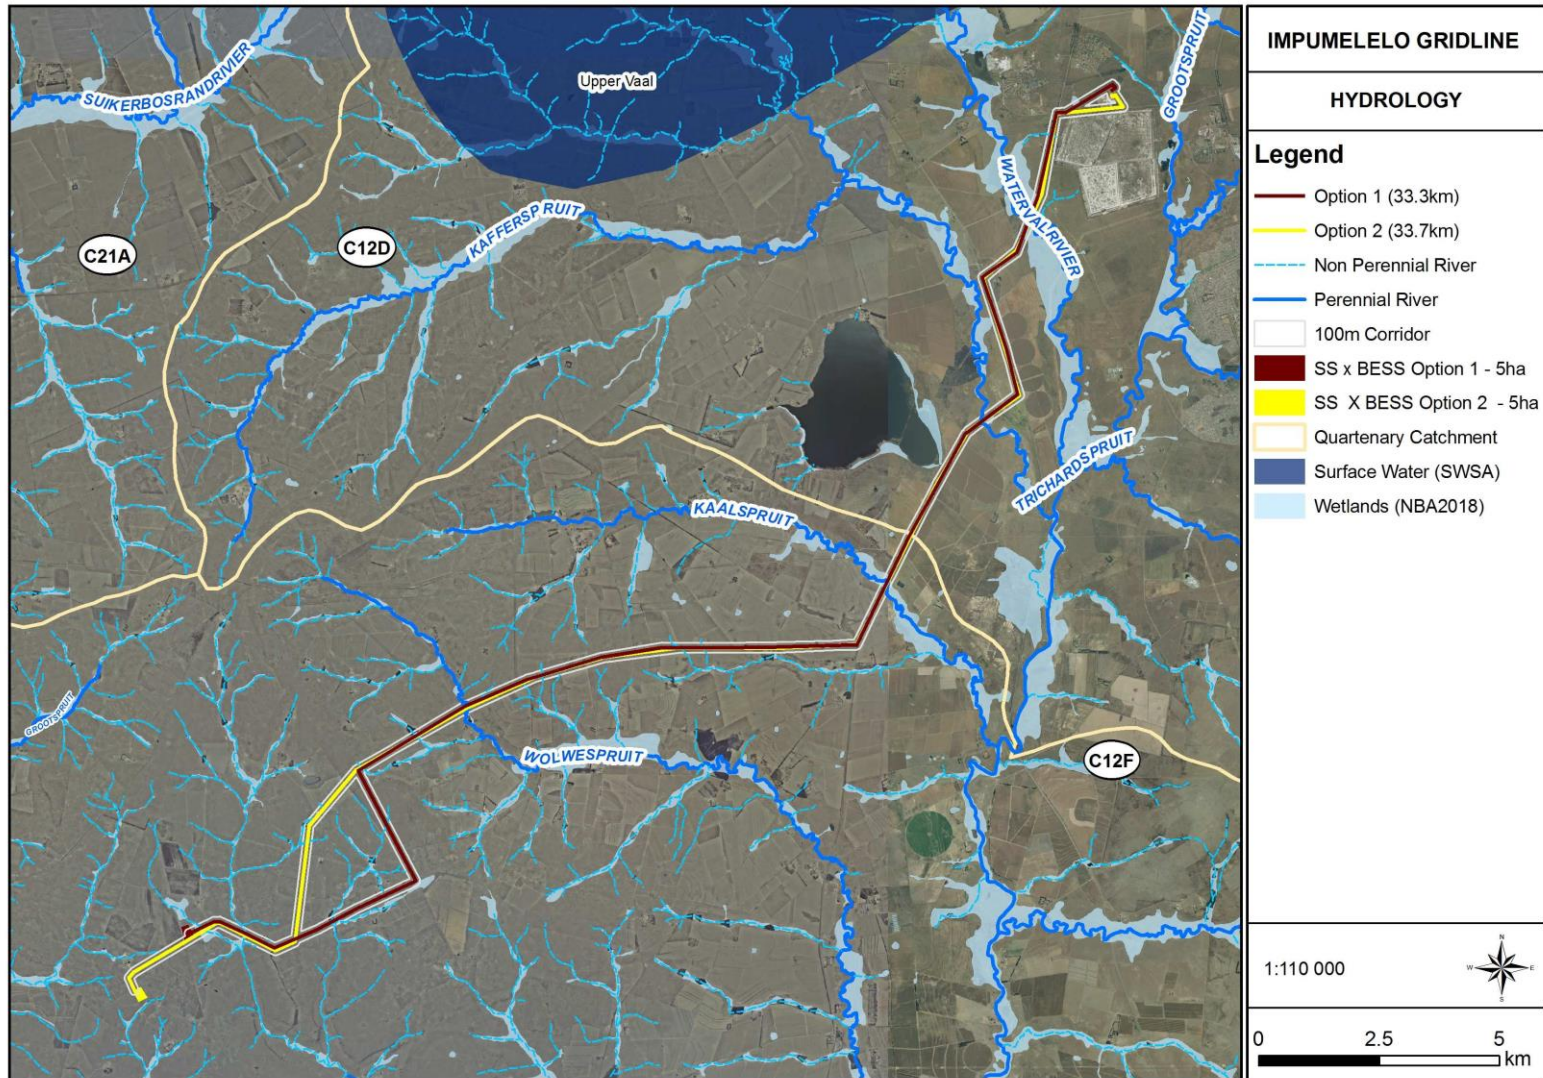 SUIKERBOSRANDRIVIER
Upper Vaal
GROOTSPRUIT
WATERVALRIVIER
KAFFERSPRUIT
C21A
C12D
TRICHARDSPRUIT
KAALSPRUIT
GROOTSPRUIT
WOLWESPRUIT
C12F
IMPUMELELO GRIDLINE
HYDROLOGY
Legend
Option 1 (33.3km)
Option 2 (33.7km)
Non Perennial River
Perennial River
100m Corridor
SS x BESS Option 1 - 5ha
SS X BESS Option 2 - 5ha
Quartenary Catchment
Surface Water (SWSA)
Wetlands (NBA2018)
1:110 000
N
W E
S
0 2.5 5
km